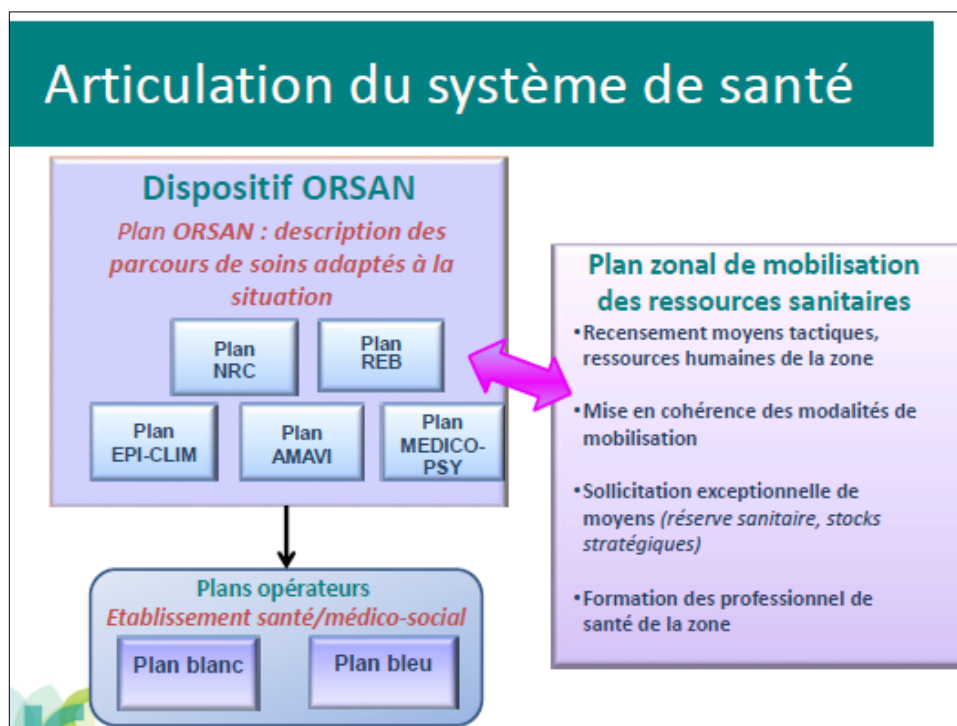 Articulation du système de santé
Dispositif ORSAN
Plan ORSAN : description des
parcours de soins adaptés à la
situation
Plan
NRC
Plan
REB
Plan
EPI-CLIM
Plan
AMAVI
Plan
MEDICO-
PSY
Plans opérateurs
Etablissement santé/médico-social
Plan blanc
Plan bleu
Plan zonal de mobilisation
des ressources sanitaires
•Recensement moyens tactiques,
ressources humaines de la zone
•Mise en cohérence des modalités de
mobilisation
•Sollicitation exceptionnelle de
moyens (réserve sanitaire, stocks
stratégiques)
•Formation des professionnel de
santé de la zone